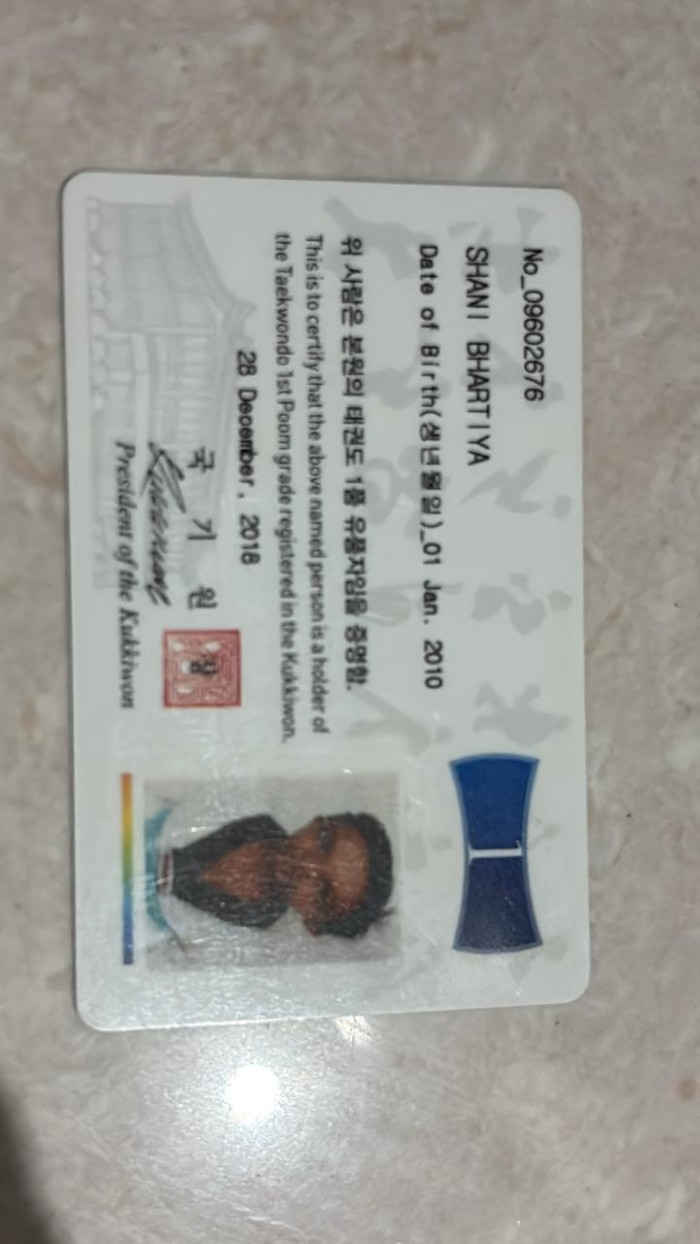 No_09602676
SHANI BHARTIYA
Date of Birth(생년월일)_01 Jan. 2010
위 사람은 본원의 태권도 1품 유품자임을 증명함.
This is to certify that the above named person is a holder of
the Taekwondo 1st Poom grade registered in the Kukkiwon.
28 December, 2018
국 기 원
President of the Kukkiwon
1